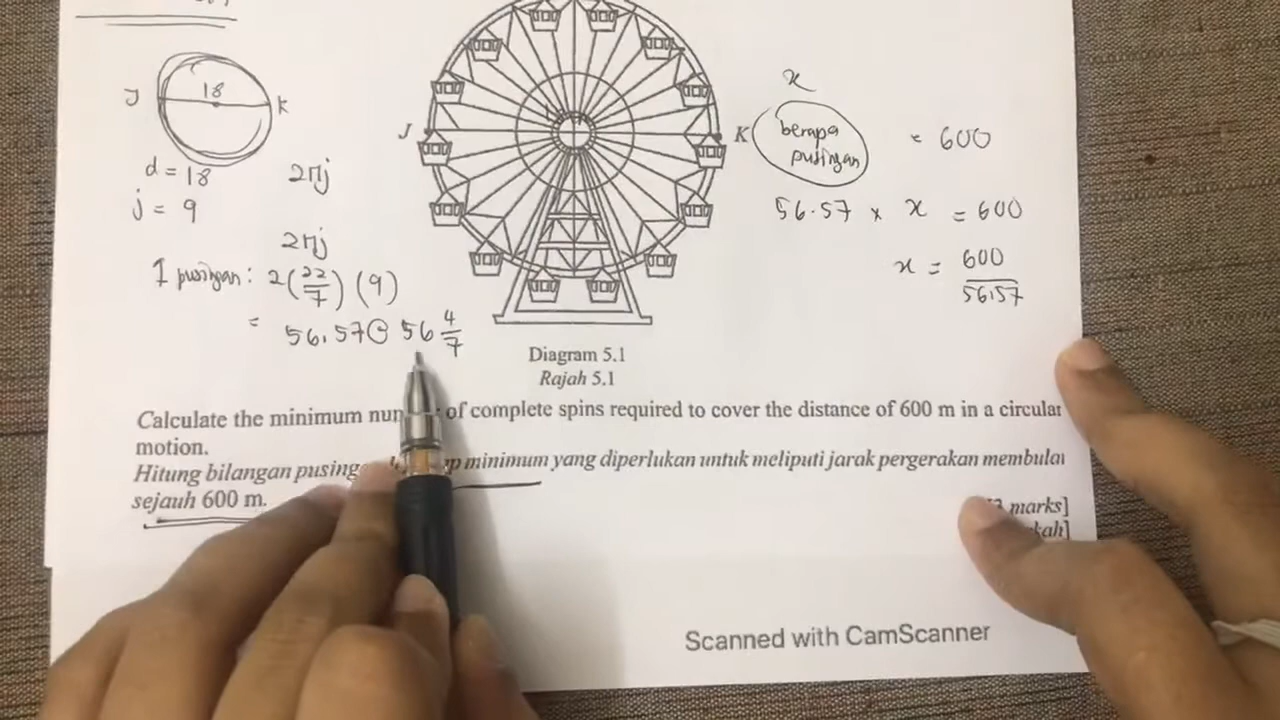 18
J
K
d = 18
j = 9
2πj
2πj
1 pusingan: 2(22/7)(9)
= 56.57 @ 56 4/7
J
K
x
berapa pusingan = 600
56.57 × x = 600
x = 600/56.57
Diagram 5.1
Rajah 5.1
Calculate the minimum of complete spins required to cover the distance of 600 m in a circular
motion.
Hitung bilangan minimum yang diperlukan untuk meliputi jarak pergerakan membulat
sejauh 600 m.
marks]
Scanned with CamScanner